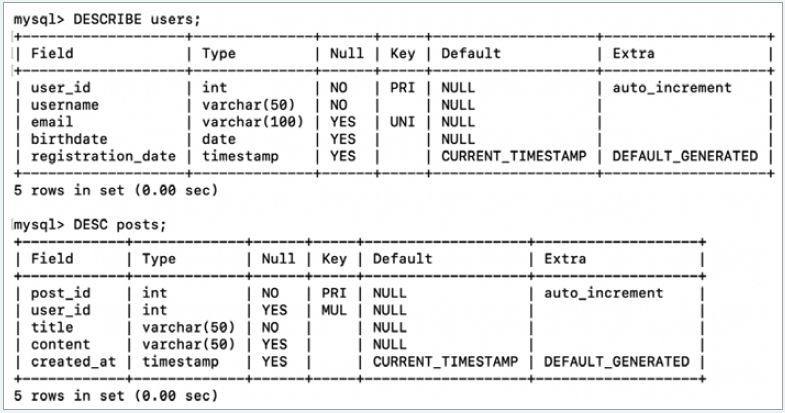 mysql> DESCRIBE users;
+-------------------+--------------+------+-----+-------------------+-------------------+
| Field             | Type         | Null | Key | Default           | Extra             |
+-------------------+--------------+------+-----+-------------------+-------------------+
| user_id           | int          | NO   | PRI | NULL              | auto_increment    |
| username          | varchar(50)  | NO   |     | NULL              |                   |
| email             | varchar(100) | YES  | UNI | NULL              |                   |
| birthdate         | date         | YES  |     | NULL              |                   |
| registration_date | timestamp    | YES  |     | CURRENT_TIMESTAMP | DEFAULT_GENERATED |
+-------------------+--------------+------+-----+-------------------+-------------------+
5 rows in set (0.00 sec)
mysql> DESC posts;
+------------+-------------+------+-----+-------------------+-------------------+
| Field      | Type        | Null | Key | Default           | Extra             |
+------------+-------------+------+-----+-------------------+-------------------+
| post_id    | int         | NO   | PRI | NULL              | auto_increment    |
| user_id    | int         | YES  | MUL | NULL              |                   |
| title      | varchar(50) | NO   |     | NULL              |                   |
| content    | varchar(50) | YES  |     | NULL              |                   |
| created_at | timestamp   | YES  |     | CURRENT_TIMESTAMP | DEFAULT_GENERATED |
+------------+-------------+------+-----+-------------------+-------------------+
5 rows in set (0.00 sec)